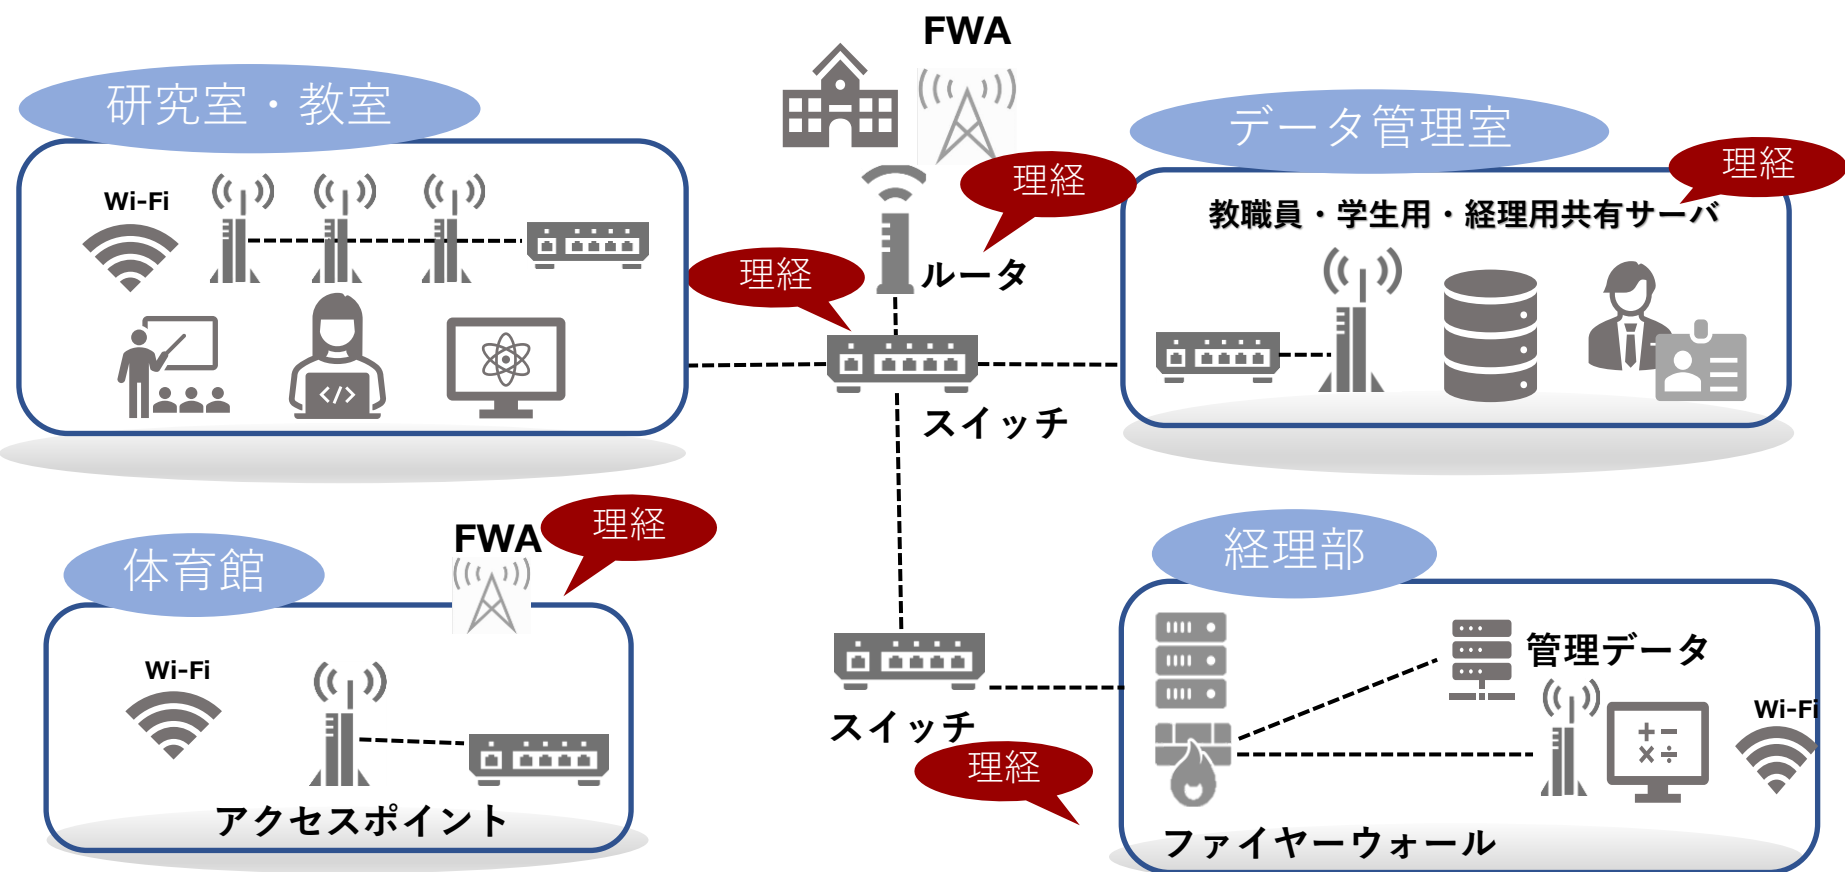 FWA
研究室・教室
データ管理室
理経
理経
Wi-Fi
教職員・学生用・経理用共有サーバ
理経
ルータ
スイッチ
理経
FWA
体育館
経理部
Wi-Fi
管理データ
Wi-Fi
スイッチ
理経
アクセスポイント
ファイヤーウォール